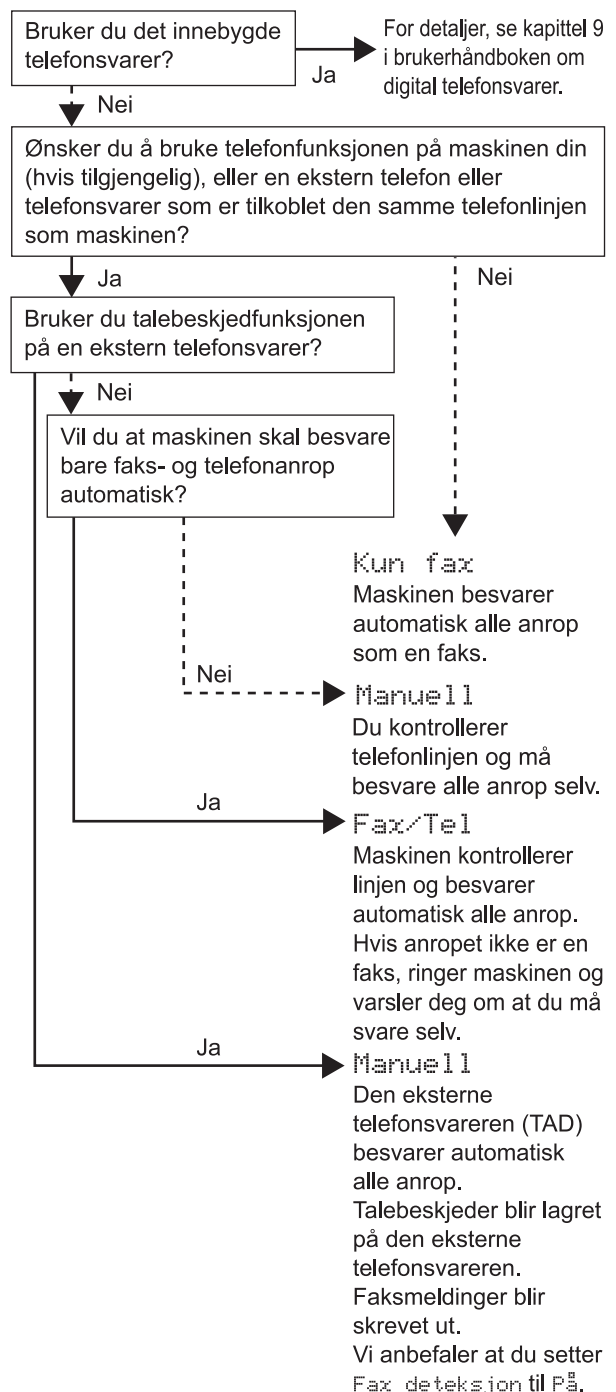 Bruker du det innebygde
telefonsvarer?
Ja
For detaljer, se kapittel 9
i brukerhåndboken om
digital telefonsvarer.
Nei
Ønsker du å bruke telefonfunksjonen på maskinen din
(hvis tilgjengelig), eller en ekstern telefon eller
telefonsvarer som er tilkoblet den samme telefonlinjen
som maskinen?
Ja
Nei
Bruker du talebeskjedfunksjonen
på en ekstern telefonsvarer?
Nei
Vil du at maskinen skal besvare
bare faks- og telefonanrop
automatisk?
Kun fax
Maskinen besvarer
automatisk alle anrop
som en faks.
Nei
Manuell
Du kontrollerer
telefonlinjen og må
besvare alle anrop selv.
Ja
Fax/Tel
Maskinen kontrollerer
linjen og besvarer
automatisk alle anrop.
Hvis anropet ikke er en
faks, ringer maskinen og
varsler deg om at du må
svare selv.
Ja
Manuell
Den eksterne
telefonsvareren (TAD)
besvarer automatisk
alle anrop.
Talebeskjeder blir lagret
på den eksterne
telefonsvareren.
Faksmeldinger blir
skrevet ut.
Vi anbefaler at du setter
Fax deteksjon til På.